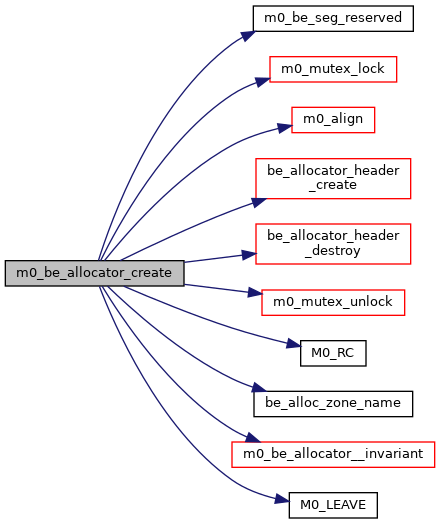 m0_be_seg_reserved
m0_mutex_lock
m0_align
be_allocator_header
_create
be_allocator_header
_destroy
m0_be_allocator_create
m0_mutex_unlock
M0_RC
be_alloc_zone_name
m0_be_allocator__invariant
M0_LEAVE